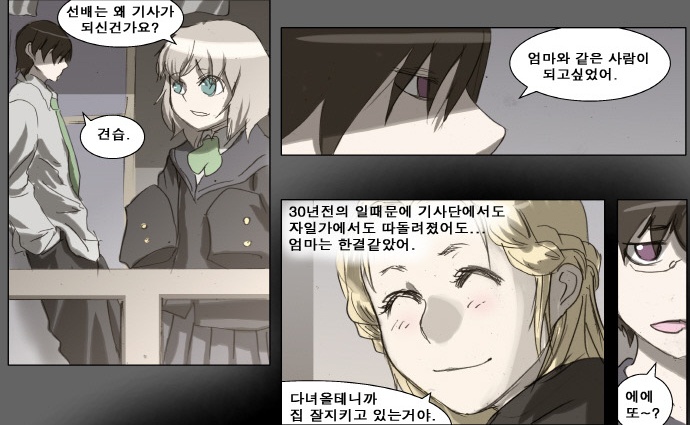 선배는 왜 기사가
되신건가요?
견습.
엄마와 같은 사람이
되고싶었어.
30년전의 일때문에 기사단에서도
자일가에서도 따돌려졌어도...
엄마는 한결같았어.
다녀올테니까
집 잘지키고 있는거야.
에에
또~?